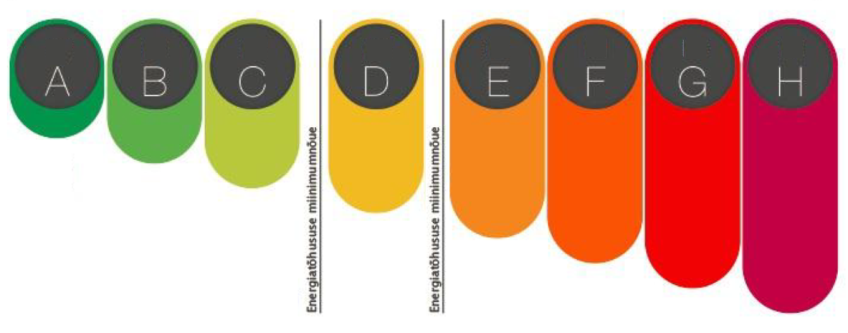 A
B
C
Energiatõhususe miinimumnõue
D
Energiatõhususe miinimumnõue
E
F
G
H